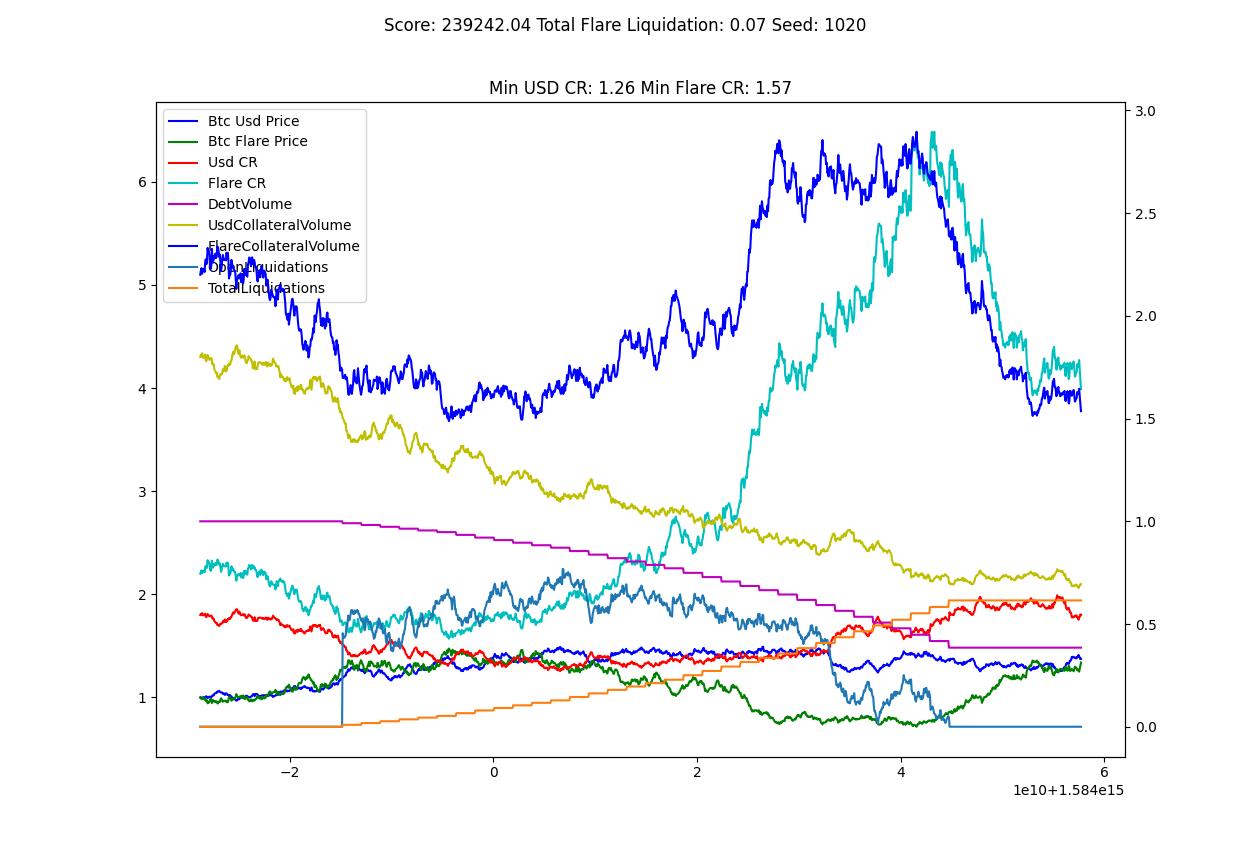 Score: 239242.04 Total Flare Liquidation: 0.07 Seed: 1020
Min USD CR: 1.26 Min Flare CR: 1.57
Btc Usd Price
Btc Flare Price
Usd CR
Flare CR
DebtVolume
UsdCollateralVolume
FlareCollateralVolume
OpenLiquidations
TotalLiquidations
6
5
4
3
2
1
3.0
2.5
2.0
1.5
1.0
0.5
0.0
−2
0
2
4
6
1e10+1.584e15